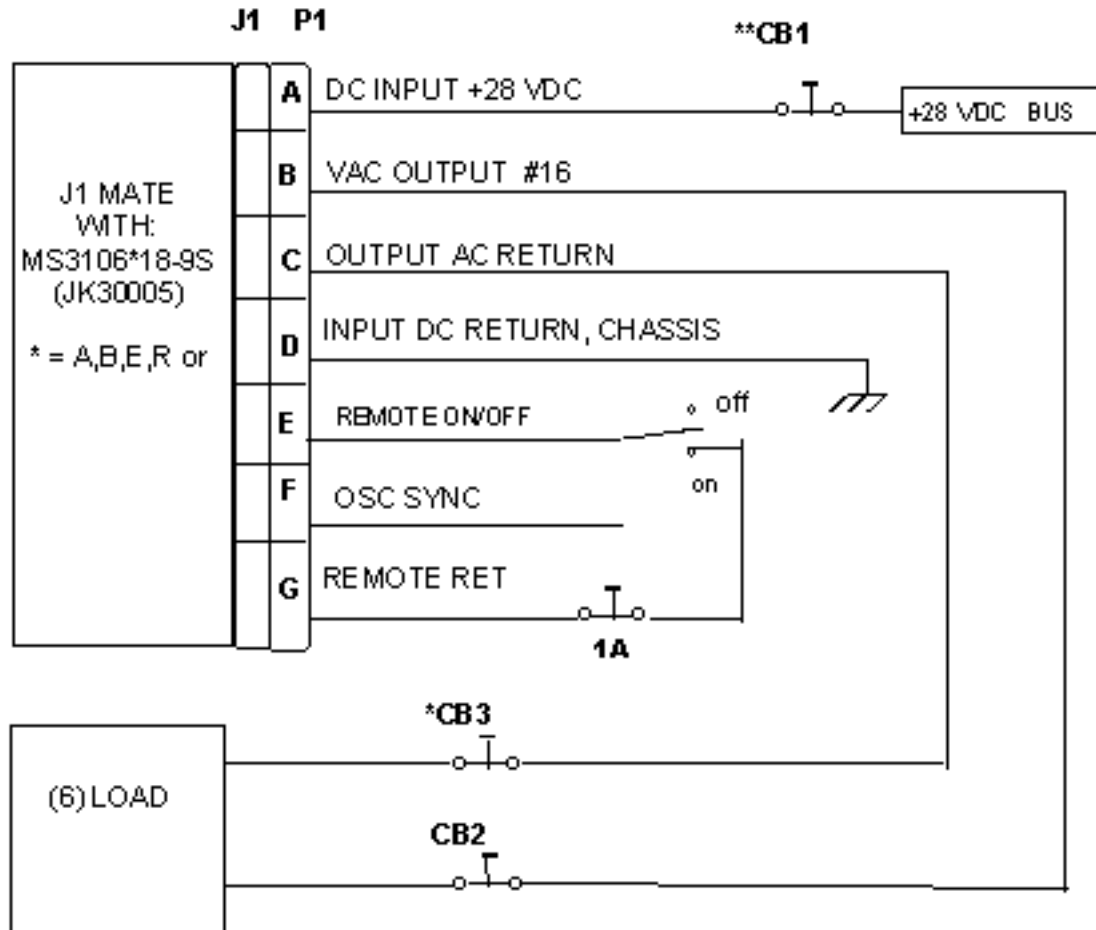 J1 P1
**CB1
A DC INPUT +28 VDC
+28 VDC BUS
B VAC OUTPUT #16
J1 MATE
WITH:
MS3106*18-9S
(JK30005)
* = A,B,E,R or
C OUTPUT AC RETURN
D INPUT DC RETURN, CHASSIS
E REMOTE ON/OFF
off
on
F OSC SYNC
G REMOTE RET
1A
*CB3
(6) LOAD
CB2